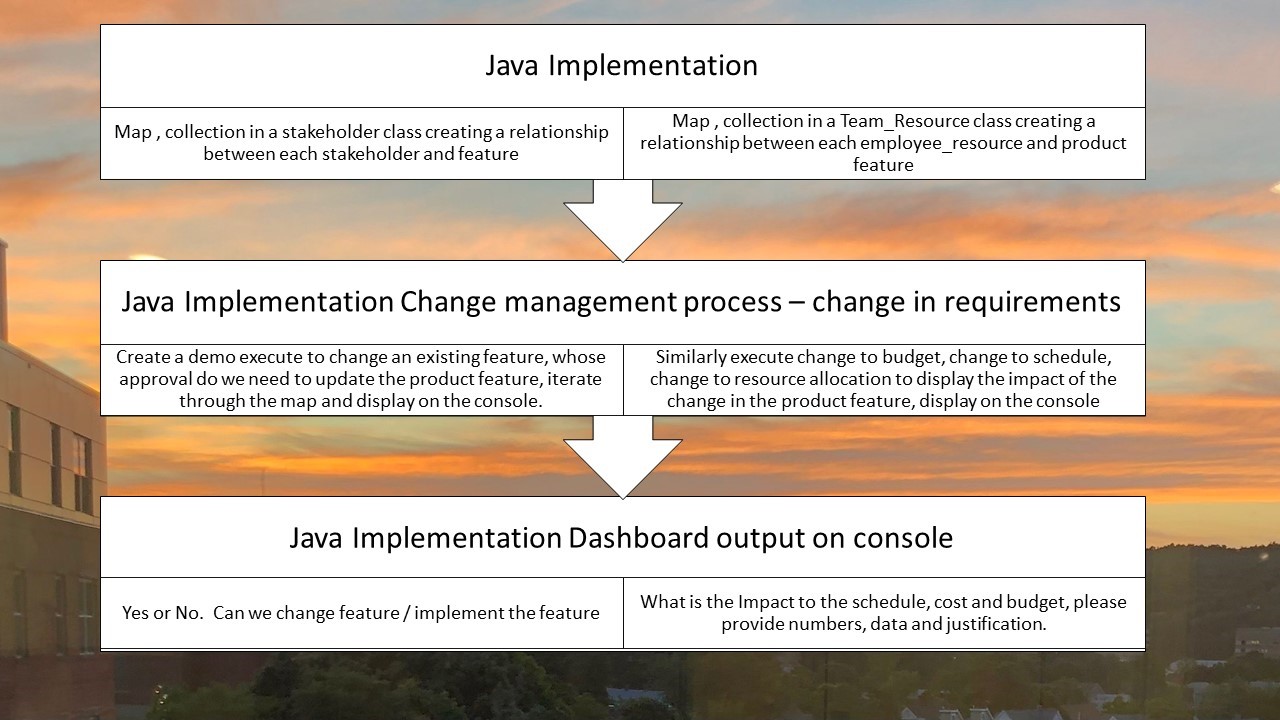 Java Implementation
Map , collection in a stakeholder class creating a relationship
between each stakeholder and feature
Map , collection in a Team_Resource class creating a
relationship between each employee_resource and product
feature
Java Implementation Change management process – change in requirements
Create a demo execute to change an existing feature, whose
approval do we need to update the product feature, iterate
through the map and display on the console.
Similarly execute change to budget, change to schedule,
change to resource allocation to display the impact of the
change in the product feature, display on the console
Java Implementation Dashboard output on console
Yes or No.  Can we change feature / implement the feature
What is the Impact to the schedule, cost and budget, please
provide numbers, data and justification.